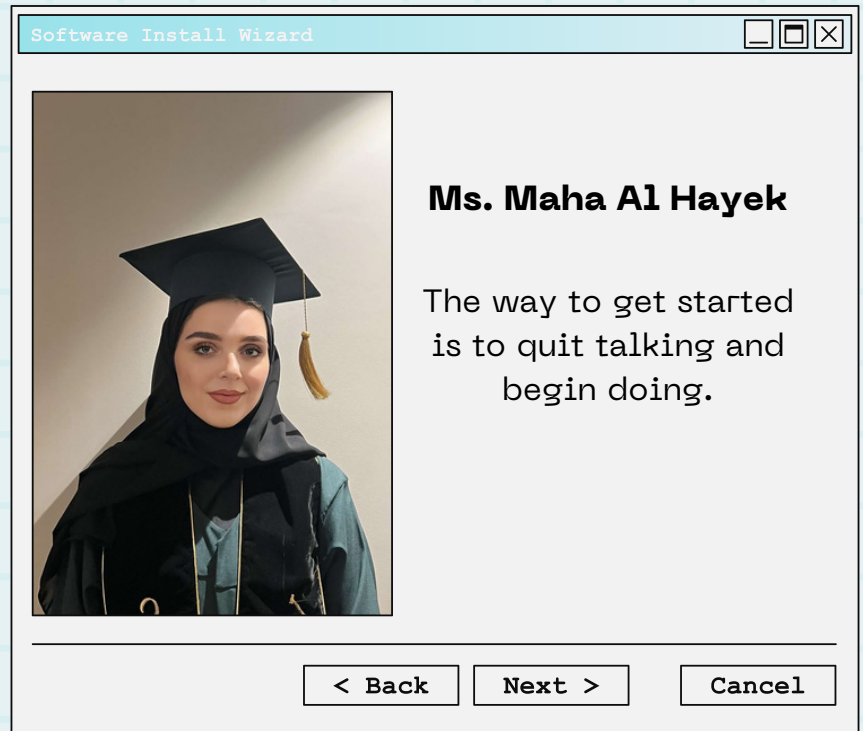 Software Install Wizard
Ms. Maha Al Hayek
The way to get started
is to quit talking and
begin doing.
< Back
Next >
Cancel